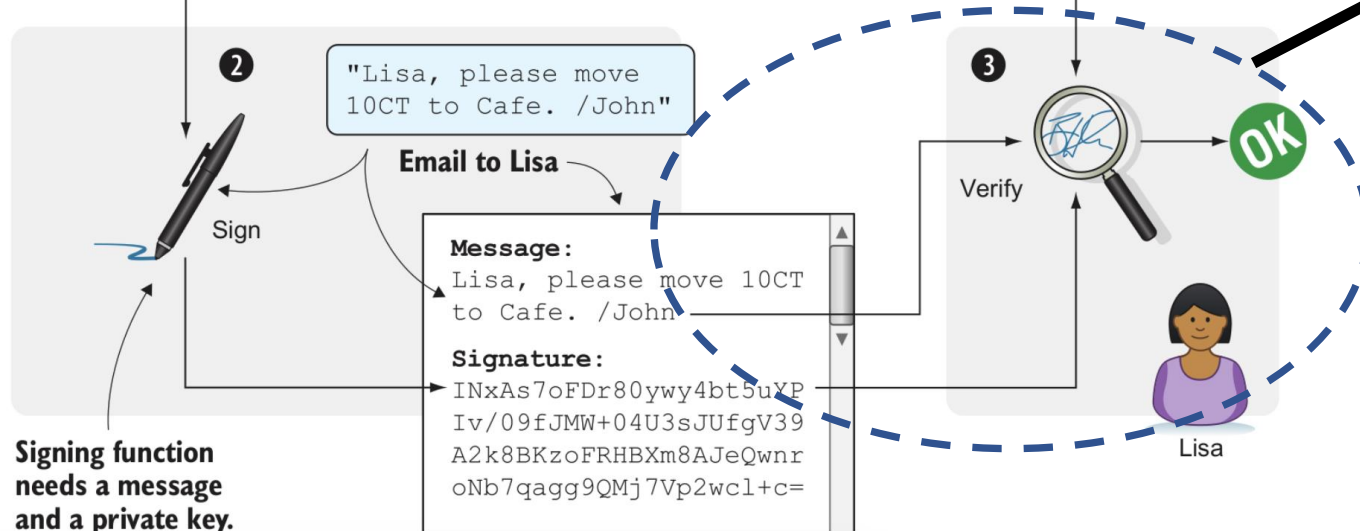 2
"Lisa, please move
10CT to Cafe. /John"
Email to Lisa
Sign
Message:
Lisa, please move 10CT
to Cafe. /John
Signature:
INxAs7oFDr80ywy4bt5uYP
Iv/09fJMW+04U3sJUfgV39
A2k8BKzoFRHBXm8AJeQwnr
oNb7qagg9QMj7Vp2wcl+c=
Signing function
needs a message
and a private key.
3
Verify
OK
Lisa